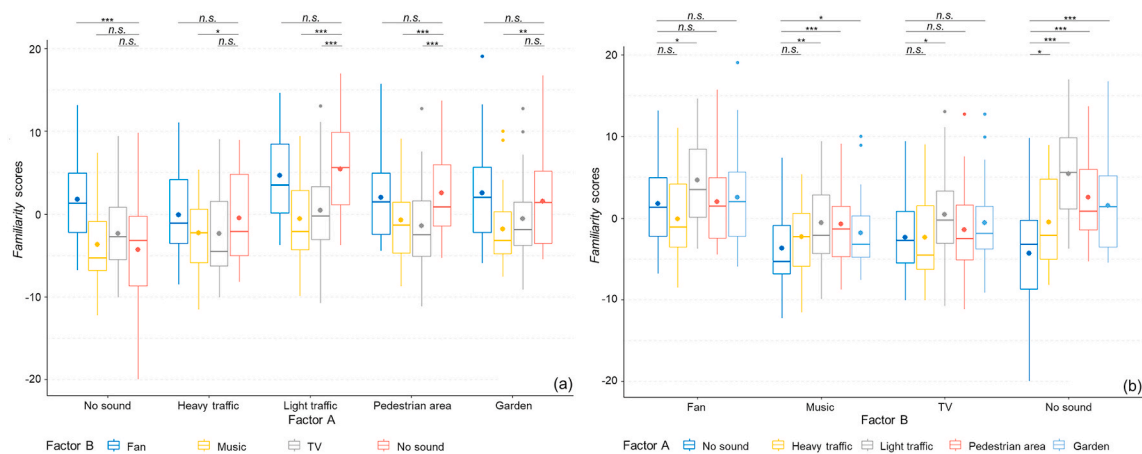 *** n.s. n.s. n.s. n.s.
n.s. * *** *** **
n.s. n.s. *** *** n.s.
20
10
0
-10
-20
Familiarity scores
(a)
No sound Heavy traffic Light traffic Pedestrian area Garden
Factor A
Factor B Fan Music TV No sound
n.s. * n.s. ***
n.s. *** n.s. ***
* ** * ***
n.s. n.s. n.s. *
20
10
0
-10
-20
Familiarity scores
(b)
Fan Music TV No sound
Factor B
Factor A No sound Heavy traffic Light traffic Pedestrian area Garden